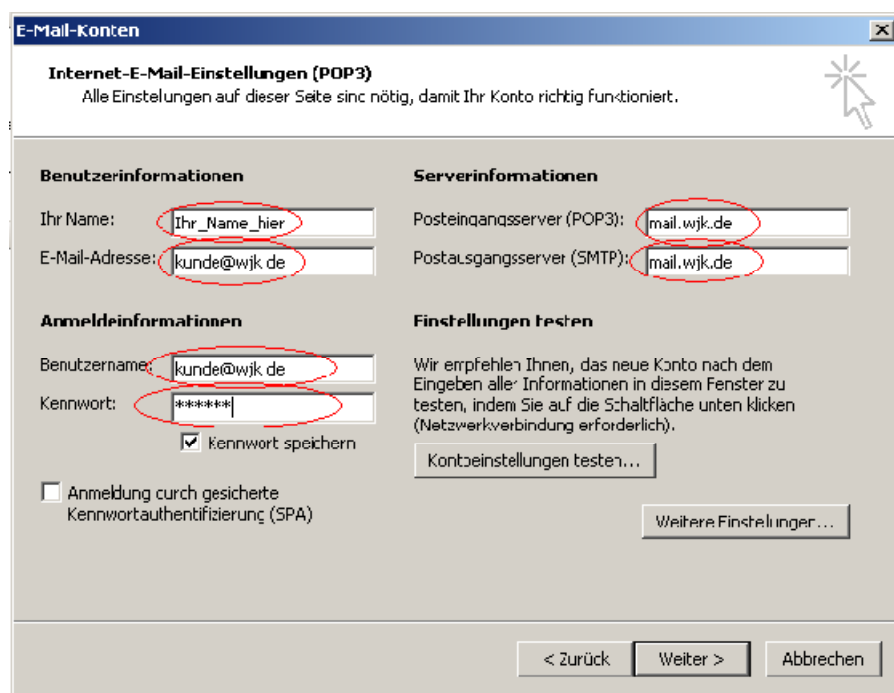 E-Mail-Konten
Internet-E-Mail-Einstellungen (POP3)
Alle Einstellungen auf dieser Seite sind nötig, damit Ihr Konto richtig funktioniert.
Benutzerinformationen
Ihr Name: Ihr_Name_hier
E-Mail-Adresse: kunde@wjk.de
Serverinformationen
Posteingangsserver (POP3): mail.wjk.de
Postausgangsserver (SMTP): mail.wjk.de
Anmeldeinformationen
Benutzername: kunde@wjk.de
Kennwort: ******
Kennwort speichern
Anmeldung durch gesicherte
Kennwortauthentifizierung (SPA)
Einstellungen testen
Wir empfehlen Ihnen, das neue Konto nach dem
Eingeben aller Informationen in diesem Fenster zu
testen, indem Sie auf die Schaltfläche unten klicken
(Netzwerkverbindung erforderlich).
Kontoeinstellungen testen...
Weitere Einstellungen...
< Zurück
Weiter >
Abbrechen